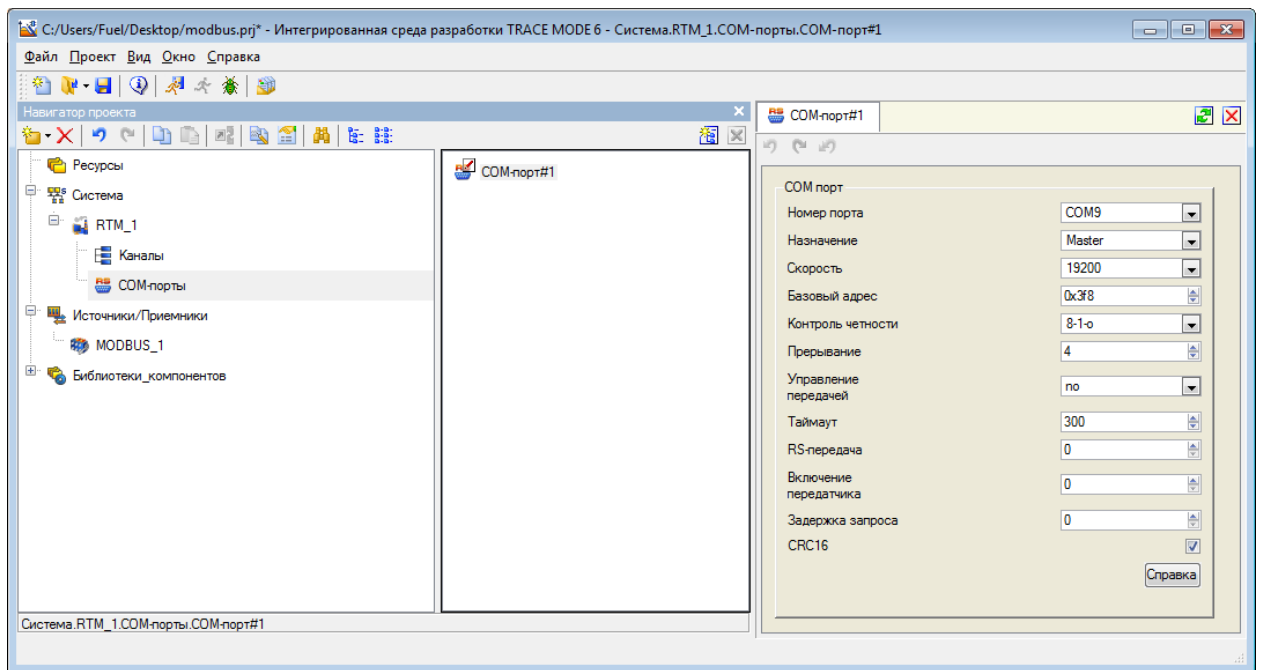 C:/Users/Fuel/Desktop/modbus.prj* - Интегрированная среда разработки TRACE MODE 6 - Система.RTM_1.COM-порты.COM-порт#1
Файл Проект Вид Окно Справка
Навигатор проекта
Ресурсы
Система
RTM_1
Каналы
COM-порты
Источники/Приемники
MODBUS_1
Библиотеки_компонентов
COM-порт#1
COM-порт#1
COM порт
Номер порта COM9
Назначение Master
Скорость 19200
Базовый адрес 0x3f8
Контроль четности 8-1-o
Прерывание 4
Управление
передачей no
Таймаут 300
RS-передача 0
Включение
передатчика 0
Задержка запроса 0
CRC16
Справка
Система.RTM_1.COM-порты.COM-порт#1